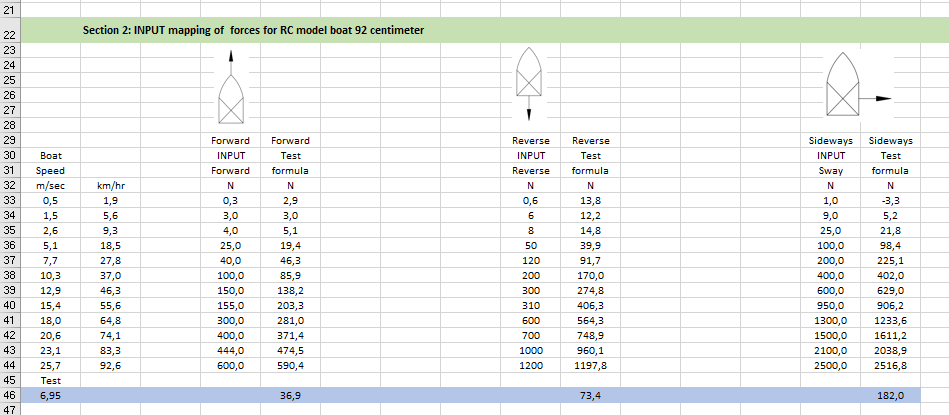 21
22 Section 2: INPUT mapping of forces for RC model boat 92 centimeter
23
24
25
26
27
28
29 Forward Forward Reverse Reverse Sideways Sideways
30 Boat INPUT Test INPUT Test INPUT Test
31 Speed Forward formula Reverse formula Sway formula
32 m/sec km/hr N N N N N N
33 0,5 1,9 0,3 2,9 0,6 13,8 1,0 -3,3
34 1,5 5,6 3,0 3,0 6 12,2 9,0 5,2
35 2,6 9,3 4,0 5,1 8 14,8 25,0 21,8
36 5,1 18,5 25,0 19,4 50 39,9 100,0 98,4
37 7,7 27,8 40,0 46,3 120 91,7 200,0 225,1
38 10,3 37,0 100,0 85,9 200 170,0 400,0 402,0
39 12,9 46,3 150,0 138,2 300 274,8 600,0 629,0
40 15,4 55,6 155,0 203,3 310 406,3 950,0 906,2
41 18,0 64,8 300,0 281,0 600 564,3 1300,0 1233,6
42 20,6 74,1 400,0 371,4 700 748,9 1500,0 1611,2
43 23,1 83,3 444,0 474,5 1000 960,1 2100,0 2038,9
44 25,7 92,6 600,0 590,4 1200 1197,8 2500,0 2516,8
45 Test
46 6,95 36,9 73,4 182,0
47